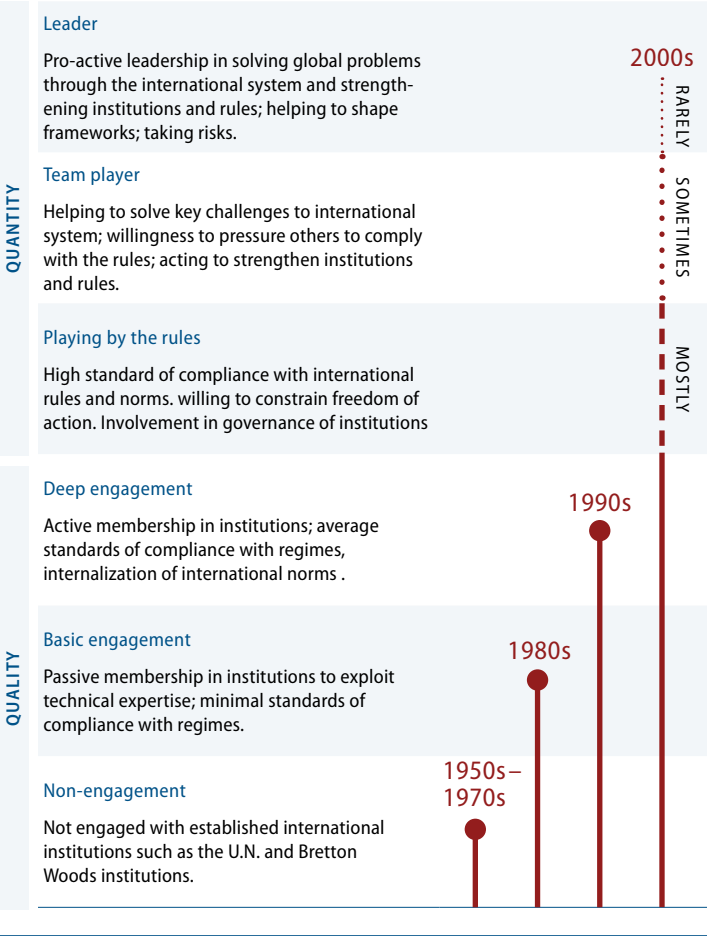 Leader
Pro-active leadership in solving global problems
through the international system and strength-
ening institutions and rules; helping to shape
frameworks; taking risks.
2000s
RARELY
Team player
Helping to solve key challenges to international
system; willingness to pressure others to comply
with the rules; acting to strengthen institutions
and rules.
SOMETIMES
QUANTITY
Playing by the rules
High standard of compliance with international
rules and norms. willing to constrain freedom of
action. Involvement in governance of institutions
MOSTLY
Deep engagement
Active membership in institutions; average
standards of compliance with regimes,
internalization of international norms .
1990s
Basic engagement
Passive membership in institutions to exploit
technical expertise; minimal standards of
compliance with regimes.
1980s
QUALITY
Non-engagement
Not engaged with established international
institutions such as the U.N. and Bretton
Woods institutions.
1950s–
1970s